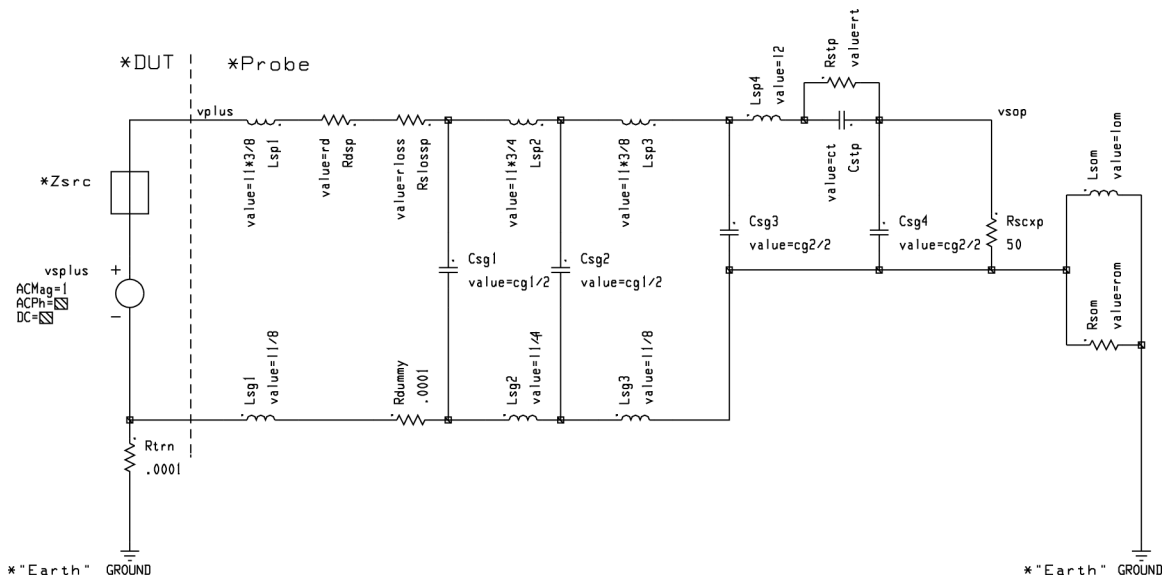 *DUT
*Probe
vplus
value=l1*3/8
Lsp1
value=rd
Rdsp
value=rloss
Rslossp
value=l1*3/4
Lsp2
value=l1*3/8
Lsp3
Lsp4
value=l2
Rstp
value=rt
value=ct
Cstp
vsop
Lsom
value=lom
*Zsrc
vsplus
+
ACMag=1
ACPh=
DC=
−
Csg1
value=cg1/2
Csg2
value=cg1/2
Csg3
value=cg2/2
Csg4
value=cg2/2
Rscxp
50
Rsom
value=rom
Lsg1
value=l1/8
Rdummy
.0001
Lsg2
value=l1/4
Lsg3
value=l1/8
Rtrn
.0001
*"Earth" GROUND
*"Earth" GROUND